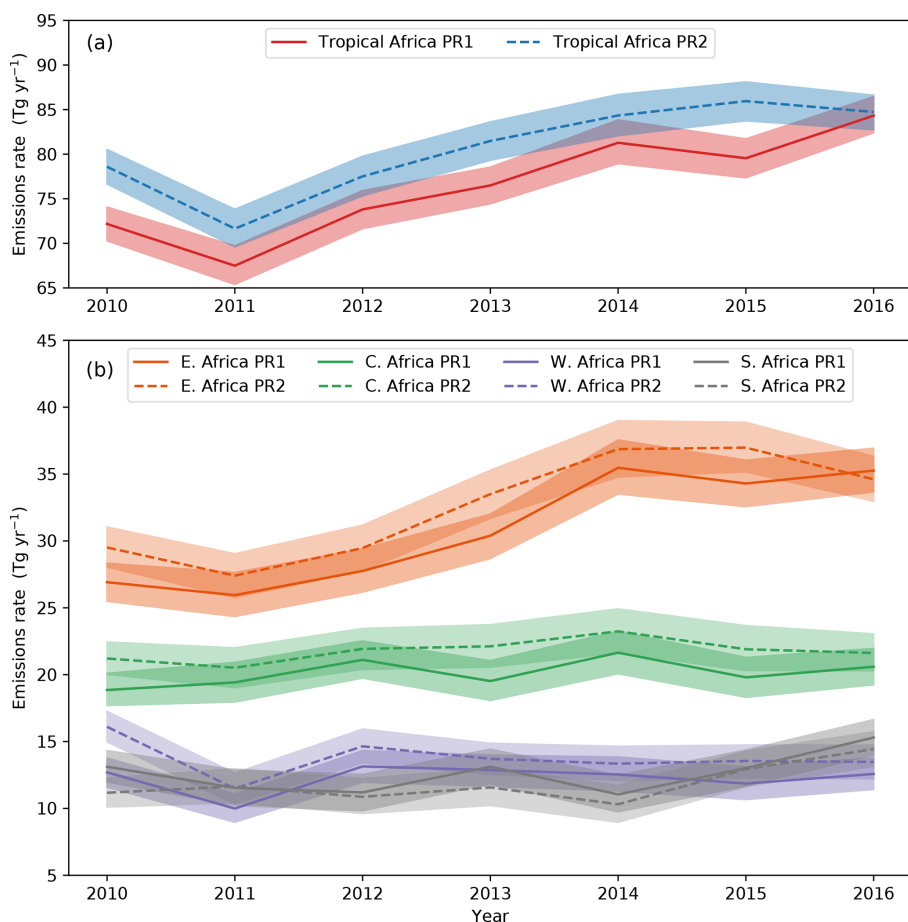 95
(a)
Tropical Africa PR1
Tropical Africa PR2
90
85
80
75
70
65
Emissions rate (Tg yr⁻¹)
2010 2011 2012 2013 2014 2015 2016
45
(b)
E. Africa PR1 C. Africa PR1 W. Africa PR1 S. Africa PR1
E. Africa PR2 C. Africa PR2 W. Africa PR2 S. Africa PR2
40
35
30
25
20
15
10
5
Emissions rate (Tg yr⁻¹)
2010 2011 2012 2013 2014 2015 2016
Year